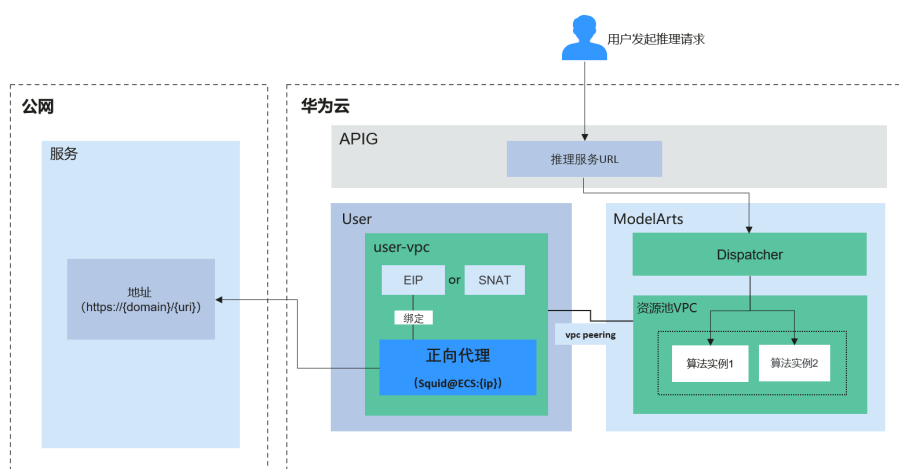 用户发起推理请求
公网
华为云
APIG
推理服务URL
服务
User
ModelArts
user-vpc
Dispatcher
EIP or SNAT
地址
（https://{domain}/{uri}）
资源池VPC
绑定
vpc peering
正向代理
（Squid@ECS:{ip}）
算法实例1
算法实例2